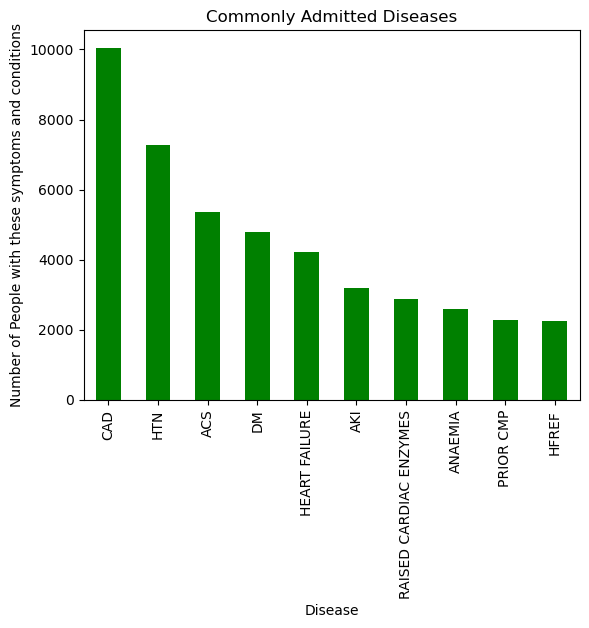 Commonly Admitted Diseases
Number of People with these symptoms and conditions
10000
8000
6000
4000
2000
0
CAD
HTN
ACS
DM
HEART FAILURE
AKI
RAISED CARDIAC ENZYMES
ANAEMIA
PRIOR CMP
HFREF
Disease